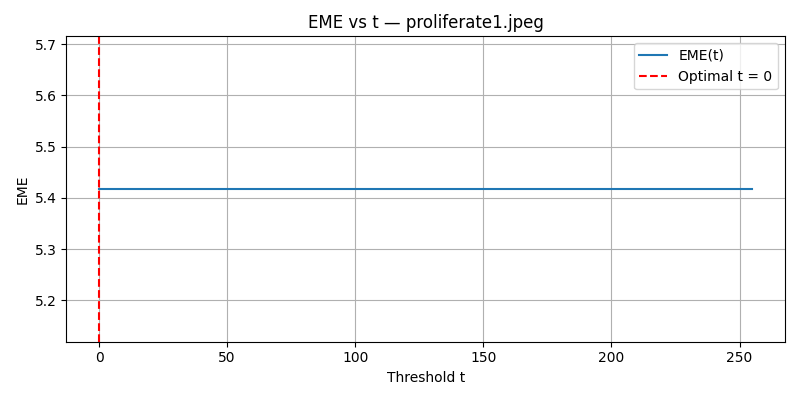 EME vs t — proliferate1.jpeg
5.7
5.6
5.5
5.4
5.3
5.2
EME
EME(t)
Optimal t = 0
0 50 100 150 200 250
Threshold t